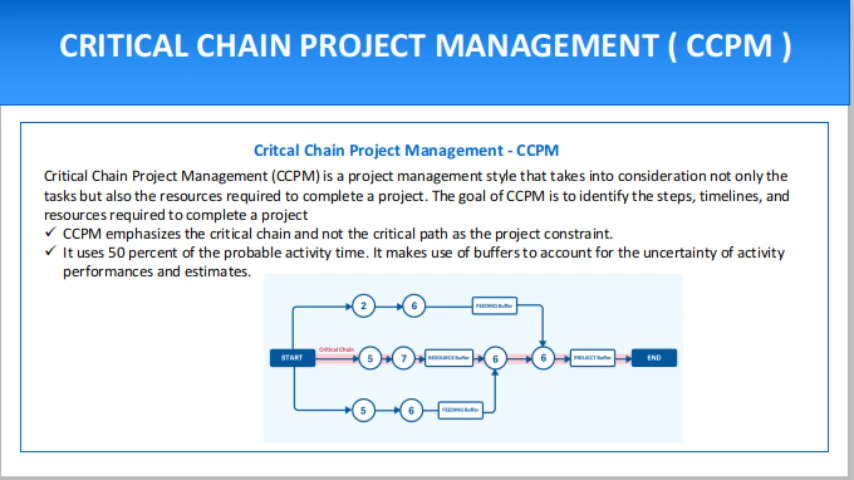 CRITICAL CHAIN PROJECT MANAGEMENT ( CCPM )
Critcal Chain Project Management - CCPM
Critical Chain Project Management (CCPM) is a project management style that takes into consideration not only the
tasks but also the resources required to complete a project. The goal of CCPM is to identify the steps, timelines, and
resources required to complete a project
✓ CCPM emphasizes the critical chain and not the critical path as the project constraint.
✓ It uses 50 percent of the probable activity time. It makes use of buffers to account for the uncertainty of activity
performances and estimates.
2 6 FEEDING Buffer
Critical Chain
START 5 7 RESOURCE Buffer 6 6 PROJECT Buffer END
5 6 FEEDING Buffer